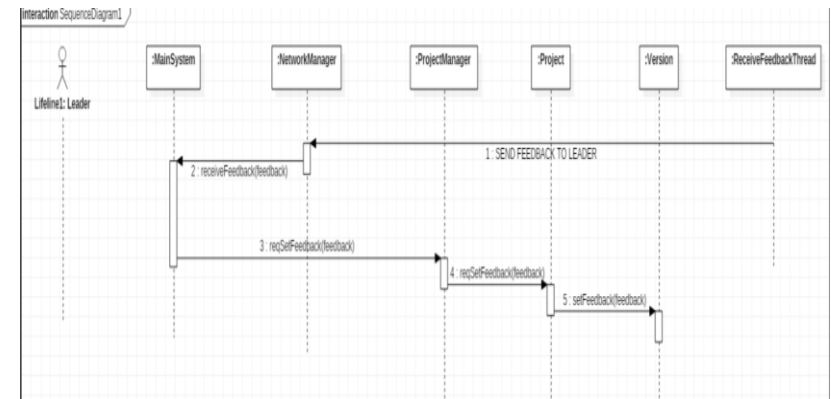 interaction SequenceDiagram1
:MainSystem
:NetworkManager
:ProjectManager
:Project
:Version
:ReceiveFeedbackThread
Lifeline1: Leader
1 : SEND FEEDBACK TO LEADER
2 : receiveFeedback(feedback)
3 : reqSetFeedback(feedback)
4 : reqSetFeedback(feedback)
5 : setFeedback(feedback)